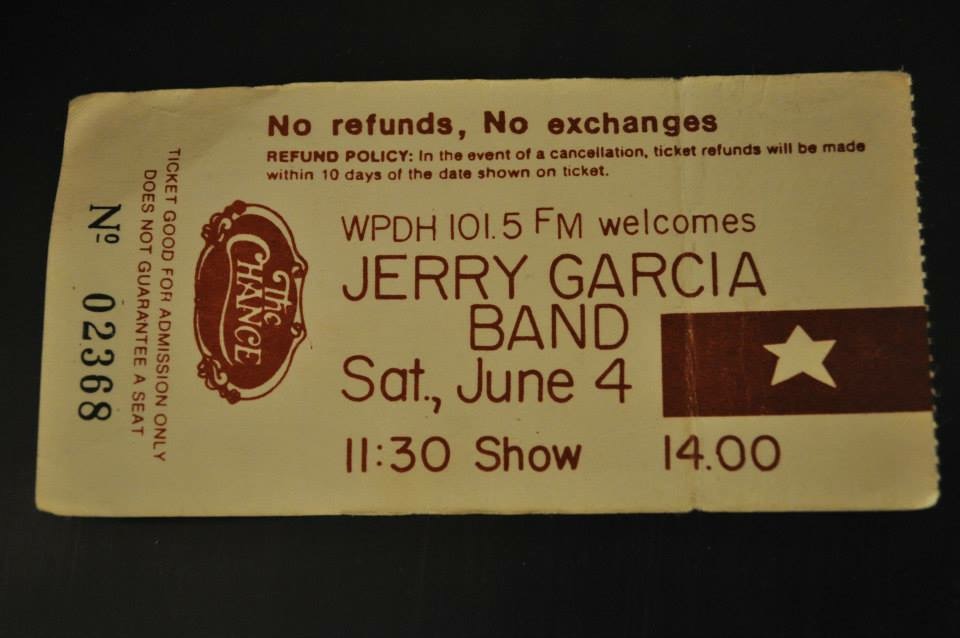 No refunds, No exchanges
REFUND POLICY: In the event of a cancellation, ticket refunds will be made
within 10 days of the date shown on ticket.
WPDH 101.5 FM welcomes
JERRY GARCIA
BAND
Sat., June 4
11:30 Show 14.00
The
CHANCE
TICKET GOOD FOR ADMISSION ONLY
DOES NOT GUARANTEE A SEAT
Nº 02368